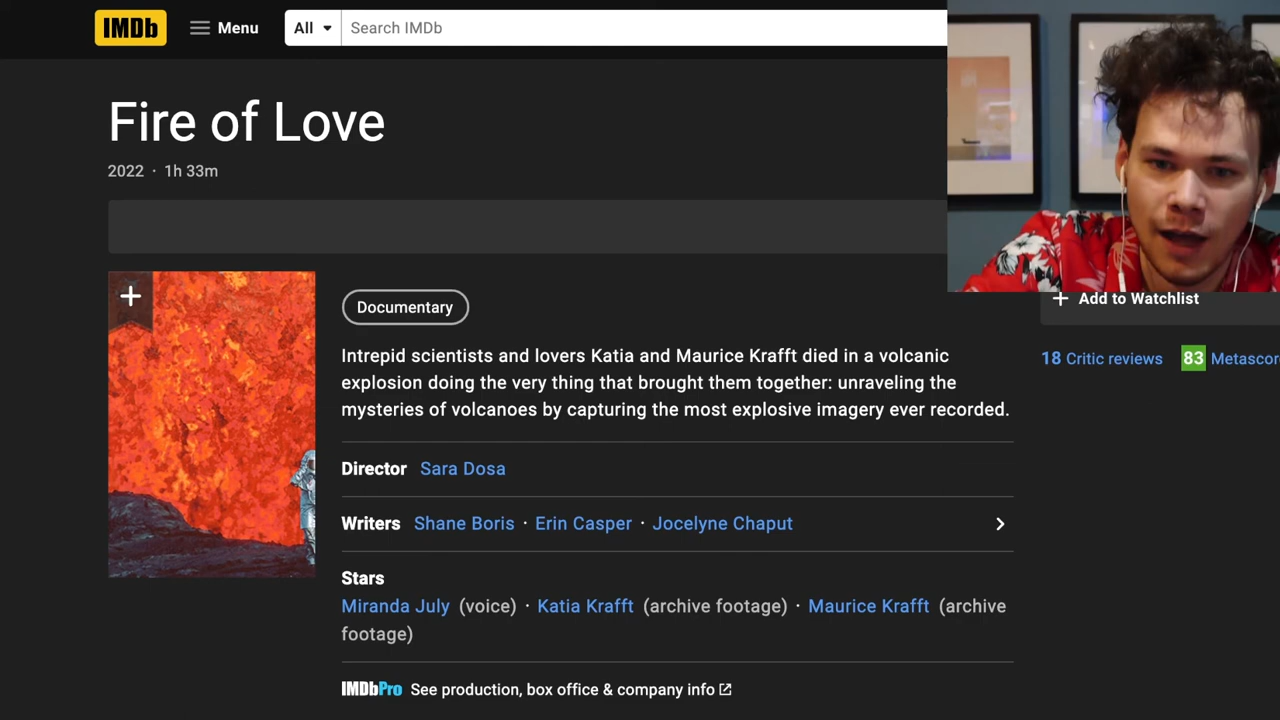 IMDb Menu All Search IMDb
Fire of Love
2022 · 1h 33m
Documentary
+ Add to Watchlist
Intrepid scientists and lovers Katia and Maurice Krafft died in a volcanic
explosion doing the very thing that brought them together: unraveling the
mysteries of volcanoes by capturing the most explosive imagery ever recorded.
18 Critic reviews 83 Metascor
Director Sara Dosa
Writers Shane Boris · Erin Casper · Jocelyne Chaput
Stars
Miranda July (voice) · Katia Krafft (archive footage) · Maurice Krafft (archive
footage)
IMDbPro See production, box office & company info